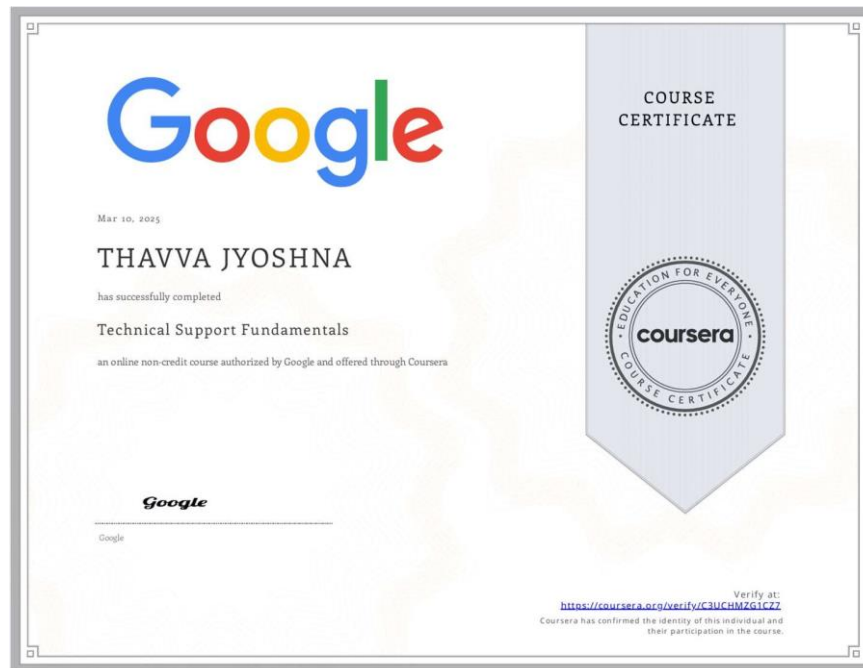 Google
COURSE
CERTIFICATE
Mar 10, 2025
THAVVA JYOSHNA
has successfully completed
Technical Support Fundamentals
an online non-credit course authorized by Google and offered through Coursera
EDUCATION FOR EVERYONE
coursera
COURSE CERTIFICATE
Google
Google
Verify at:
https://coursera.org/verify/C3UCHMZG1CZ7
Coursera has confirmed the identity of this individual and
their participation in the course.